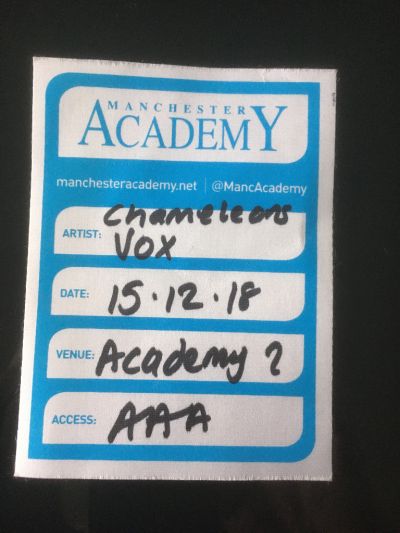 MANCHESTER
ACADEMY
manchesteracademy.net | @MancAcademy
ARTIST: Chameleons
VOX
DATE: 15.12.18
VENUE: Academy 2
ACCESS: AAA